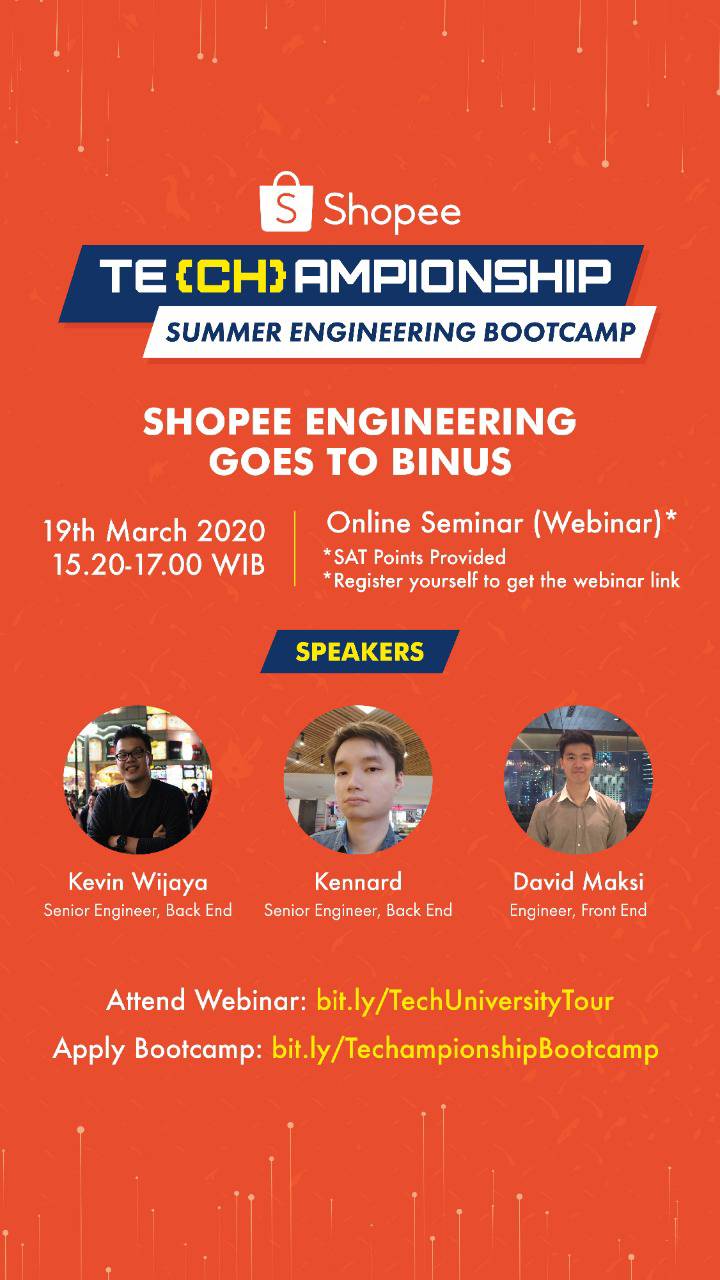 Shopee
TE{CH}AMPIONSHIP
SUMMER ENGINEERING BOOTCAMP
SHOPEE ENGINEERING
GOES TO BINUS
19th March 2020
15.20-17.00 WIB
Online Seminar (Webinar)*
*SAT Points Provided
*Register yourself to get the webinar link
SPEAKERS
Kevin Wijaya
Senior Engineer, Back End
Kennard
Senior Engineer, Back End
David Maksi
Engineer, Front End
Attend Webinar: bit.ly/TechUniversityTour
Apply Bootcamp: bit.ly/TechampionshipBootcamp